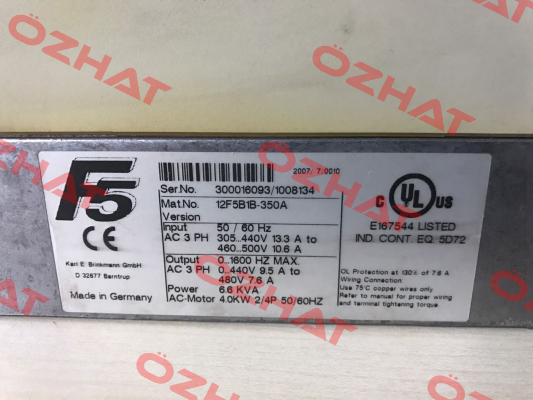 ÖZHAT
ÖZHAT
ÖZHAT
ÖZHAT
F5
CE
Karl E. Brinkmann GmbH
D 32677 Barntrup
Made in Germany
2007/ 7.0010
Ser.No. 300016093/1008134
Mat.No. 12F5B1B-350A
Version
Input 50 / 60 HZ
AC 3 PH 305..440V 13.3 A to
460..500V 10.6 A
Output 0..1600 HZ MAX.
AC 3 PH 0..440V 9.5 A to
480V 7.6 A
Power 6.6 KVA
AC-Motor 4.0KW 2/4P 50/60HZ
C UL US
E167544 LISTED
IND. CONT. EQ. 5D72
OL Protection at 130% of 7.6 A
Wiring Connection:
Use 75°C copper wires only
Refer to manual for proper wiring
and terminal tightening torque.
ÖZHAT
ÖZHAT